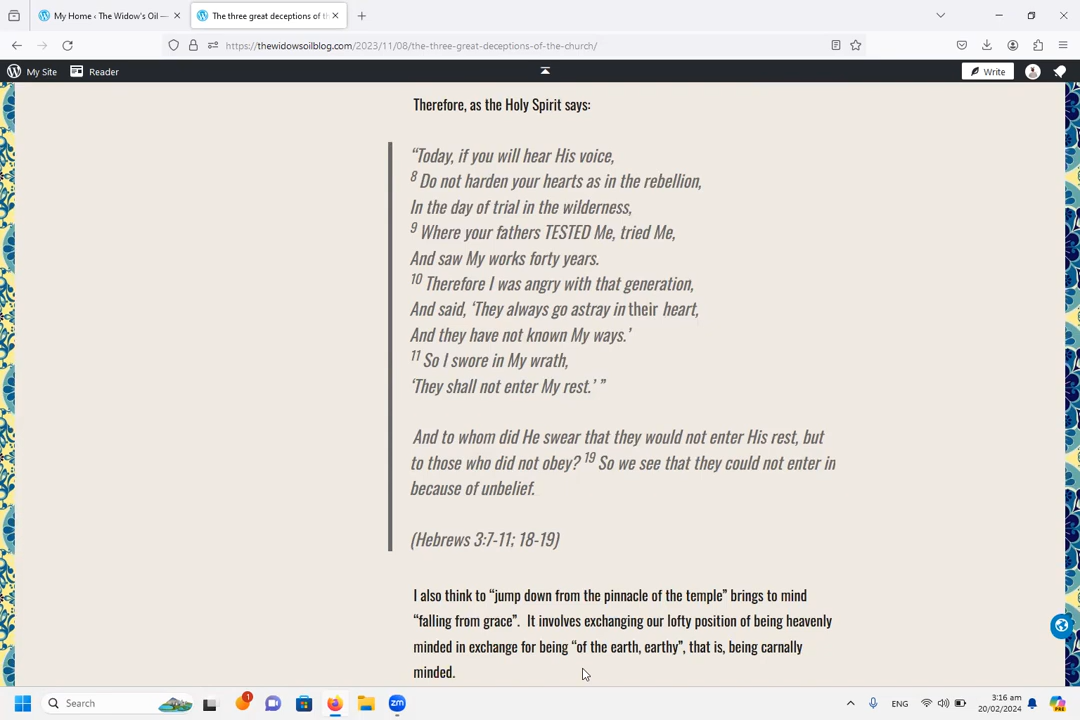 My Home ‹ The Widow's Oil —
The three great deceptions of th
https://thewidowsoilblog.com/2023/11/08/the-three-great-deceptions-of-the-church/
My Site
Reader
Write
Therefore, as the Holy Spirit says:
“Today, if you will hear His voice,
8 Do not harden your hearts as in the rebellion,
In the day of trial in the wilderness,
9 Where your fathers TESTED Me, tried Me,
And saw My works forty years.
10 Therefore I was angry with that generation,
And said, ‘They always go astray in their heart,
And they have not known My ways.’
11 So I swore in My wrath,
‘They shall not enter My rest.’ ”
And to whom did He swear that they would not enter His rest, but
to those who did not obey? 19 So we see that they could not enter in
because of unbelief.
(Hebrews 3:7-11; 18-19)
I also think to “jump down from the pinnacle of the temple” brings to mind
“falling from grace”. It involves exchanging our lofty position of being heavenly
minded in exchange for being “of the earth, earthy”, that is, being carnally
minded.
Search
1
zm
ENG
3:16 am
20/02/2024
PRE